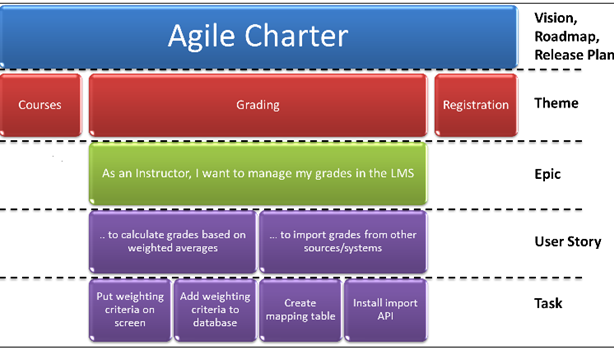 Agile Charter
Vision,
Roadmap,
Release Plan
Courses
Grading
Registration
Theme
As an Instructor, I want to manage my grades in the LMS
Epic
.. to calculate grades based on
weighted averages
... to import grades from other
sources/systems
User Story
Put weighting
criteria on
screen
Add weighting
criteria to
database
Create
mapping table
Install import
API
Task